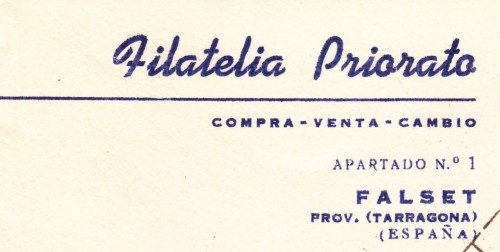 Filatelia Priorato
COMPRA - VENTA - CAMBIO
APARTADO N.º 1
FALSET
PROV. (TARRAGONA)
(ESPAÑA)